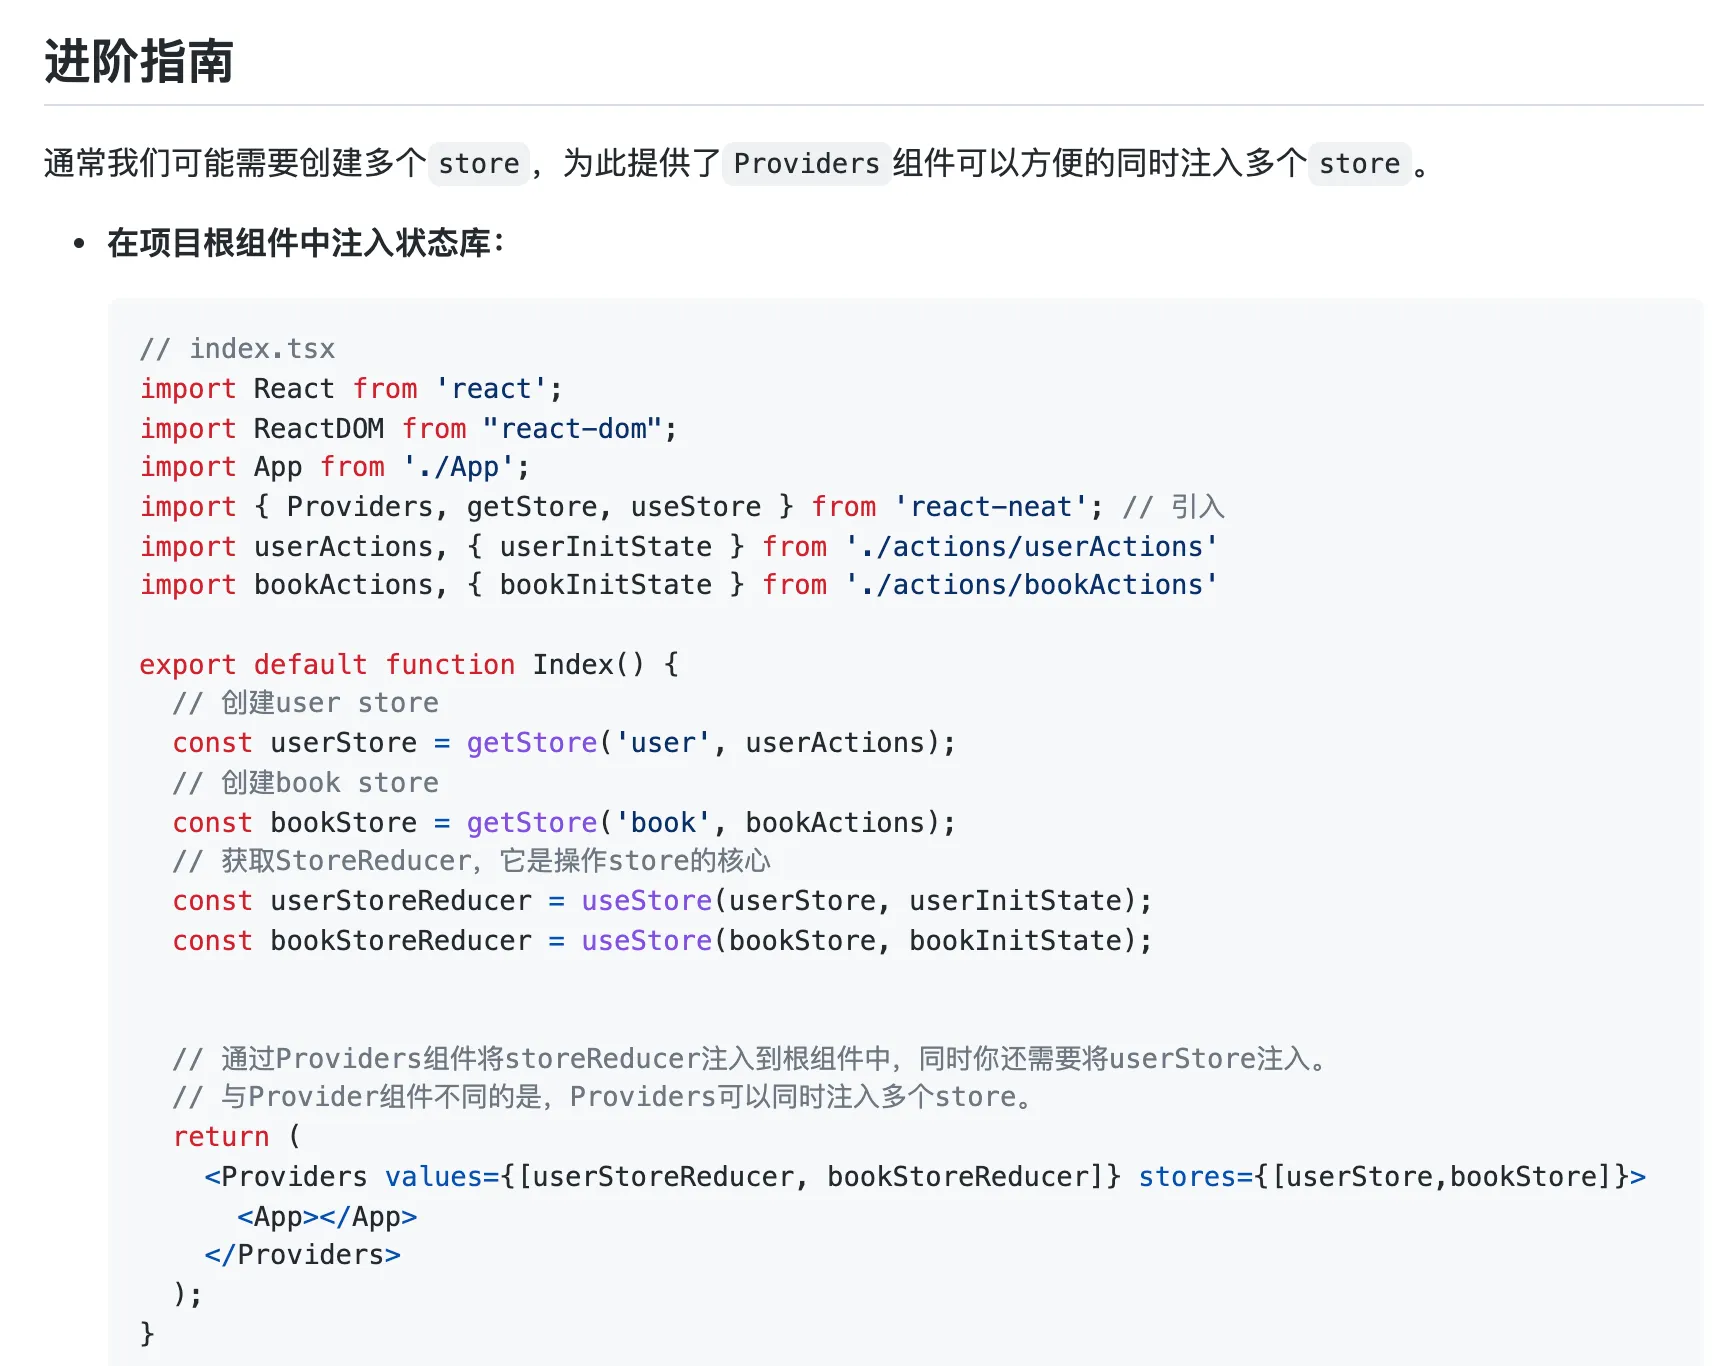 进阶指南
通常我们可能需要创建多个 store，为此提供了 Providers 组件可以方便的同时注入多个 store 。
• 在项目根组件中注入状态库：
// index.tsx
import React from 'react';
import ReactDOM from "react-dom";
import App from './App';
import { Providers, getStore, useStore } from 'react-neat'; // 引入
import userActions, { userInitState } from './actions/userActions'
import bookActions, { bookInitState } from './actions/bookActions'

export default function Index() {
  // 创建user store
  const userStore = getStore('user', userActions);
  // 创建book store
  const bookStore = getStore('book', bookActions);
  // 获取StoreReducer，它是操作store的核心
  const userStoreReducer = useStore(userStore, userInitState);
  const bookStoreReducer = useStore(bookStore, bookInitState);


  // 通过Providers组件将storeReducer注入到根组件中，同时你还需要将userStore注入。
  // 与Provider组件不同的是，Providers可以同时注入多个store。
  return (
    <Providers values={[userStoreReducer, bookStoreReducer]} stores={[userStore,bookStore]}>
      <App></App>
    </Providers>
  );
}